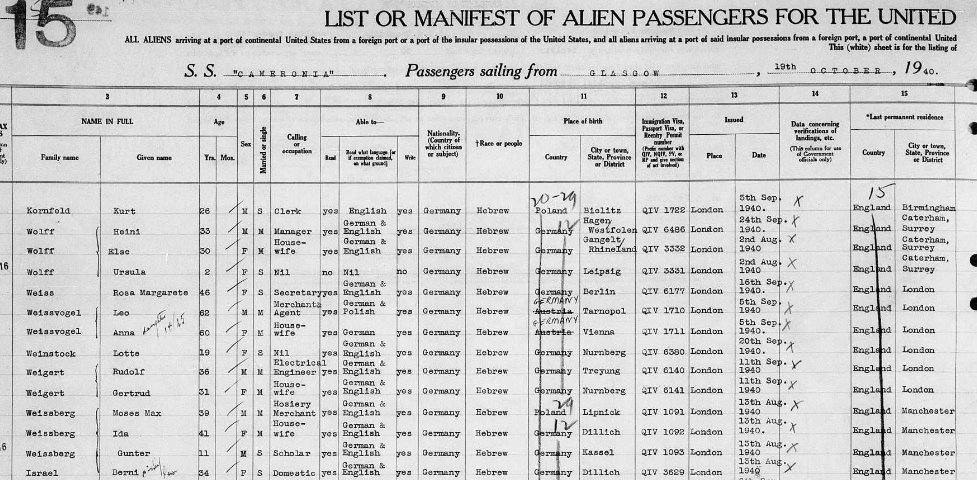 15
LIST OR MANIFEST OF ALIEN PASSENGERS FOR THE UNITED
ALL ALIENS arriving at a port of continental United States from a foreign port or a port of the insular possessions of the United States, and all aliens arriving at a port of said insular possessions from a foreign port, a port of continental United
This (white) sheet is for the listing of
S. S. "CAMERONIA" . Passengers sailing from GLASGOW , 19th OCTOBER , 1940.
3 4 5 6 7 8 9 10 11 12 13 14 15
NAME IN FULL Age Sex Married or single Calling or occupation Able to— Nationality. (Country of which citizen or subject) †Race or people Place of birth Immigration Visa, Passport Visa, or Reentry Permit number Issued Data concerning verifications of landings, etc. (This column for use of Government officials only) *Last permanent residence
Family name Given name Yrs. Mos. Read Read what language [or if exemption claimed, on what ground] Write Country City or town, State, Province or District Place Date Country City or town, State, Province or District
20-29 15
Kornfeld Kurt 26 M S Clerk yes English yes Germany Hebrew Poland Bielitz QIV 1722 London 5th Sep. 1940. X England Birmingham
Wolff Heini 33 M M Manager yes German & English yes Germany Hebrew Germany 12 Hagen Westfolen QIV 6486 London 24th Sep. 1940. X England Caterham, Surrey
Wolff Else 30 F M House-wife yes German & English yes Germany Hebrew Germany Gangelt/ Rhineland QIV 3332 London 2nd Aug. 1940 X England Caterham, Surrey
Wolff Ursula 2 F S Nil no Nil no Germany Hebrew Germany Leipsig QIV 3331 London 2nd Aug. 1940 X England Caterham, Surrey
Weiss Rosa Margarete 46 F S Secretary yes German & English yes Germany Hebrew Germany Berlin QIV 6177 London 16th Sep. 1940. X England London
Weissvogel Leo 62 M M Merchants Agent yes German & Polish yes Germany Hebrew GERMANY Austria Tarnopol QIV 1710 London 5th Sep. 1940. X England London
Weissvogel Anna 60 F M House-wife yes German yes Germany Hebrew GERMANY Austria Vienna QIV 1711 London 5th Sep. 1940. X England London
Weinstock Lotte 19 F S Nil yes German & English yes Germany Hebrew Germany Nurnberg QIV 6380 London 20th Sep. 1940. X England London
Weigert Rudolf 36 M M Electrical Engineer yes German & English yes Germany Hebrew Germany Treyung QIV 6140 London 11th Sep. 1940 X England London
Weigert Gertrud 31 F M House-wife yes German & English yes Germany Hebrew Germany Nurnberg QIV 6141 London 11th Sep. 1940 X England London
Weissberg Moses Max 39 M M Hosiery Merchant yes German & English yes Germany Hebrew 29 Poland Lipnick QIV 1091 London 13th Aug. 1940 X England Manchester
Weissberg Ida 41 F M House-wife yes German & English yes Germany Hebrew 12 Germany Dillich QIV 1092 London 13th Aug. 1940. England Manchester
Weissberg Gunter 11 M S Scholar yes German & English yes Germany Hebrew Germany Kassel QIV 1093 London 13th Aug. 1940. X England Manchester
Israel Berni 34 F S Domestic yes German & English yes Germany Hebrew Germany Dillich QIV 3629 London 13th Aug. 1940 X England Manchester